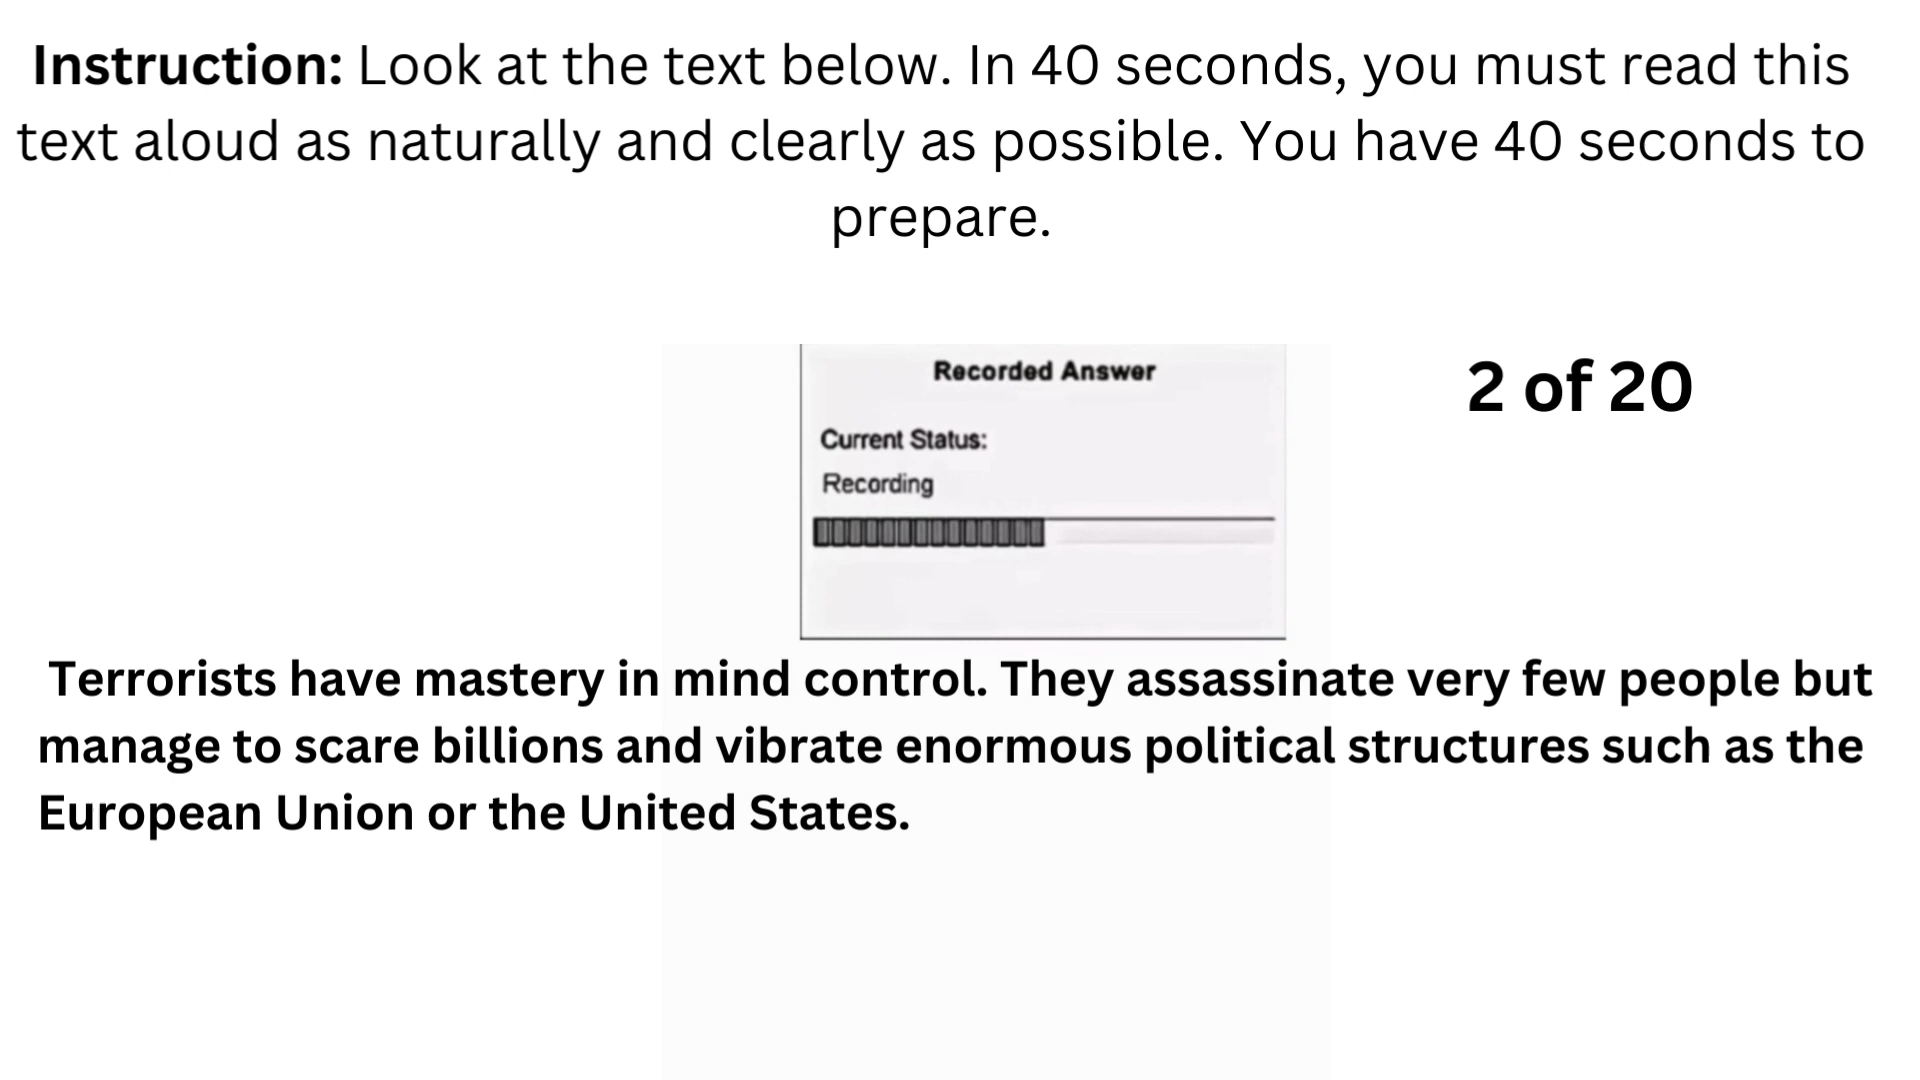 Instruction: Look at the text below. In 40 seconds, you must read this
text aloud as naturally and clearly as possible. You have 40 seconds to
prepare.
Recorded Answer
2 of 20
Current Status:
Recording
Terrorists have mastery in mind control. They assassinate very few people but
manage to scare billions and vibrate enormous political structures such as the
European Union or the United States.